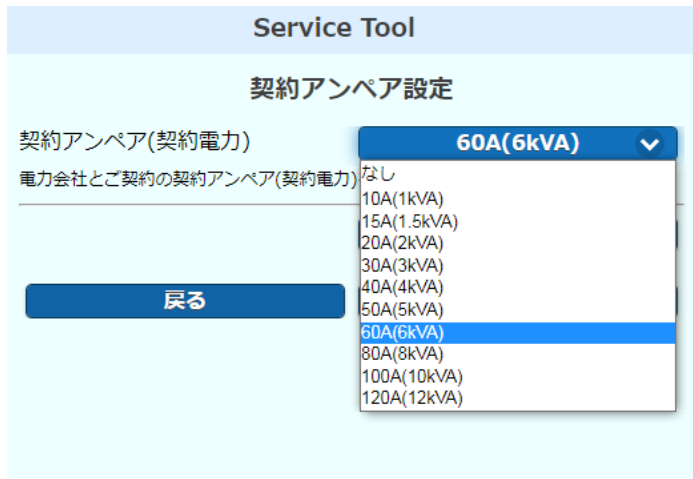 Service Tool
契約アンペア設定
契約アンペア(契約電力)
60A(6kVA)
電力会社とご契約の契約アンペア(契約電力)
なし
10A(1kVA)
15A(1.5kVA)
20A(2kVA)
30A(3kVA)
40A(4kVA)
50A(5kVA)
60A(6kVA)
80A(8kVA)
100A(10kVA)
120A(12kVA)
戻る